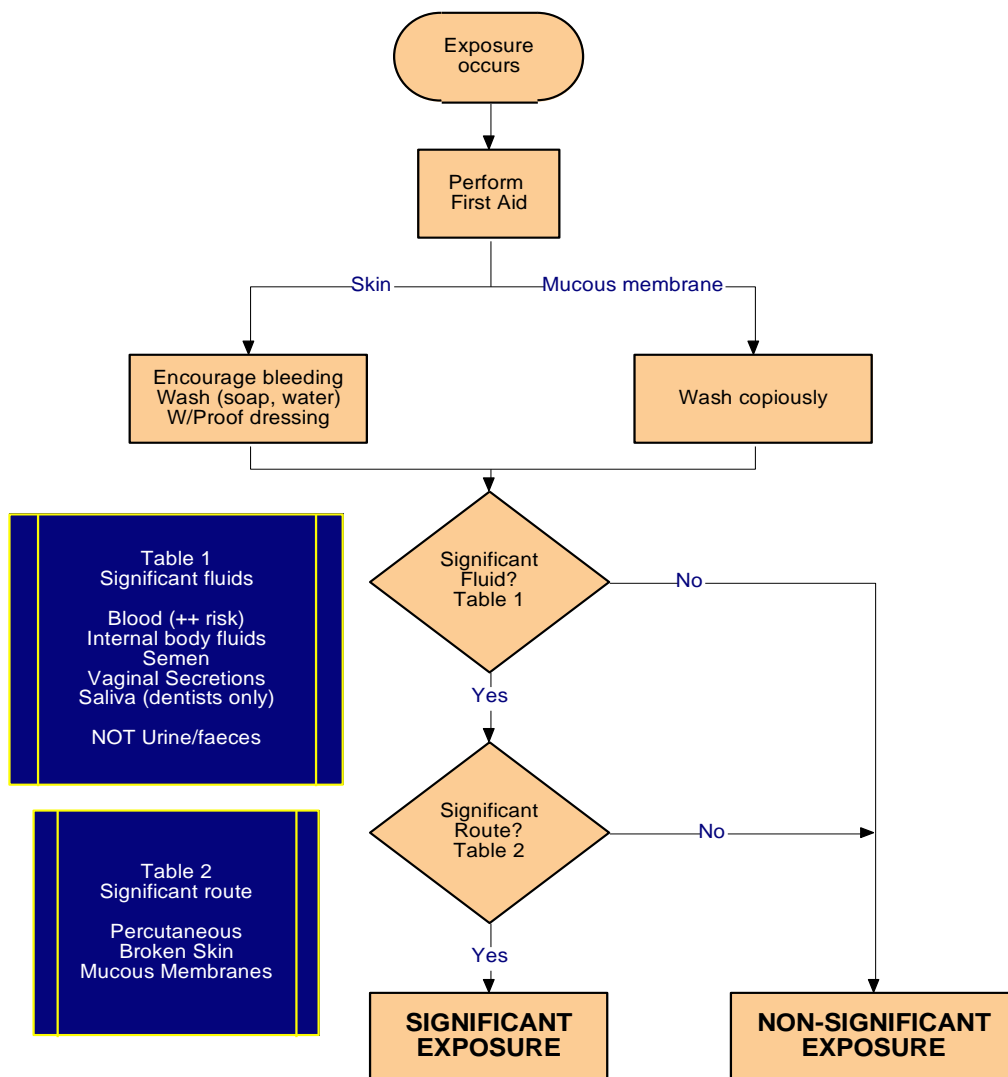 Exposure
occurs
Perform
First Aid
Skin
Mucous membrane
Encourage bleeding
Wash (soap, water)
W/Proof dressing
Wash copiously
Significant
Fluid?
Table 1
No
Yes
Table 1
Significant fluids
Blood (++ risk)
Internal body fluids
Semen
Vaginal Secretions
Saliva (dentists only)
NOT Urine/faeces
Significant
Route?
Table 2
No
Yes
Table 2
Significant route
Percutaneous
Broken Skin
Mucous Membranes
SIGNIFICANT
EXPOSURE
NON-SIGNIFICANT
EXPOSURE